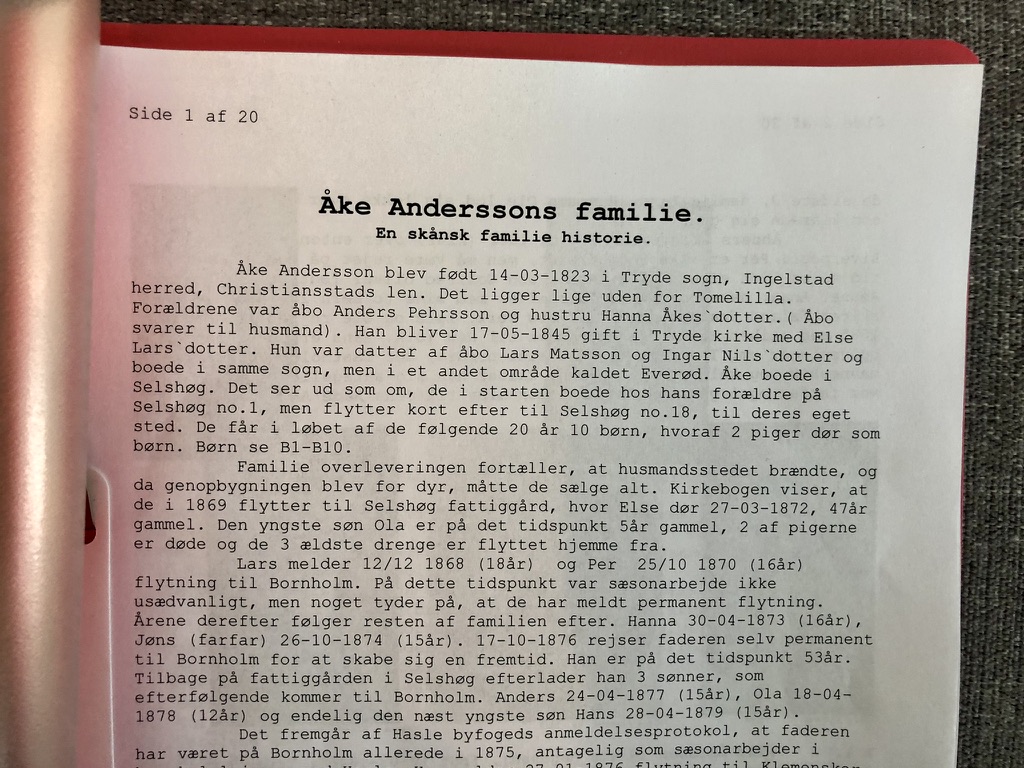 Side 1 af 20
Åke Anderssons familie.
En skånsk familie historie.
Åke Andersson blev født 14-03-1823 i Tryde sogn, Ingelstad
herred, Christiansstads len. Det ligger lige uden for Tomelilla.
Forældrene var åbo Anders Pehrsson og hustru Hanna Åkes`dotter.( Åbo
svarer til husmand). Han bliver 17-05-1845 gift i Tryde kirke med Else
Lars`dotter. Hun var datter af åbo Lars Matsson og Ingar Nils`dotter og
boede i samme sogn, men i et andet område kaldet Everød. Åke boede i
Selshøg. Det ser ud som om, de i starten boede hos hans forældre på
Selshøg no.1, men flytter kort efter til Selshøg no.18, til deres eget
sted. De får i løbet af de følgende 20 år 10 børn, hvoraf 2 piger dør som
børn. Børn se B1-B10.
Familie overleveringen fortæller, at husmandsstedet brændte, og
da genopbygningen blev for dyr, måtte de sælge alt. Kirkebogen viser, at
de i 1869 flytter til Selshøg fattiggård, hvor Else dør 27-03-1872, 47år
gammel. Den yngste søn Ola er på det tidspunkt 5år gammel, 2 af pigerne
er døde og de 3 ældste drenge er flyttet hjemme fra.
Lars melder 12/12 1868 (18år) og Per 25/10 1870 (16år)
flytning til Bornholm. På dette tidspunkt var sæsonarbejde ikke
usædvanligt, men noget tyder på, at de har meldt permanent flytning.
Årene derefter følger resten af familien efter. Hanna 30-04-1873 (16år),
Jøns (farfar) 26-10-1874 (15år). 17-10-1876 rejser faderen selv permanent
til Bornholm for at skabe sig en fremtid. Han er på det tidspunkt 53år.
Tilbage på fattiggården i Selshøg efterlader han 3 sønner, som
efterfølgende kommer til Bornholm. Anders 24-04-1877 (15år), Ola 18-04-
1878 (12år) og endelig den næst yngste søn Hans 28-04-1879 (15år).
Det fremgår af Hasle byfogeds anmeldelsesprotokol, at faderen
har været på Bornholm allerede i 1875, antagelig som sæsonarbejder i
27-01-1876 flytning til Klemensker